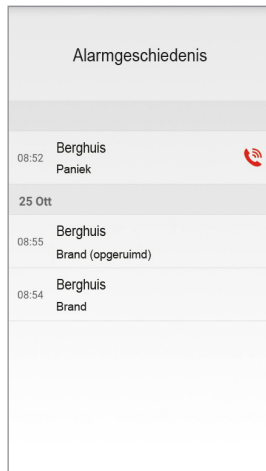 Alarmgeschiedenis
Berghuis
08:52
Paniek
25 Ott
Berghuis
08:55
Brand (opgeruimd)
Berghuis
08:54
Brand